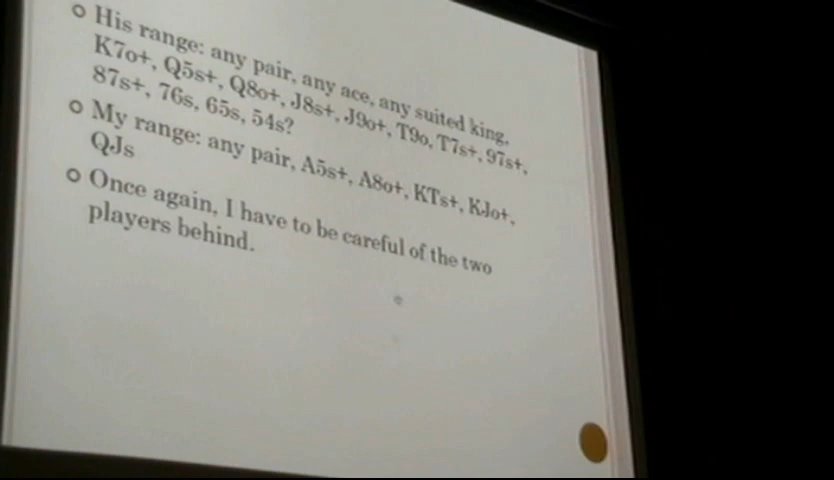 His range: any pair, any ace, any suited king,
K7o+, Q5s+, Q8o+, J8s+, J9o+, T9o, T7s+, 97s+,
87s+, 76s, 65s, 54s?
My range: any pair, A5s+, A8o+, KTs+, KJo+,
QJs
Once again, I have to be careful of the two
players behind.